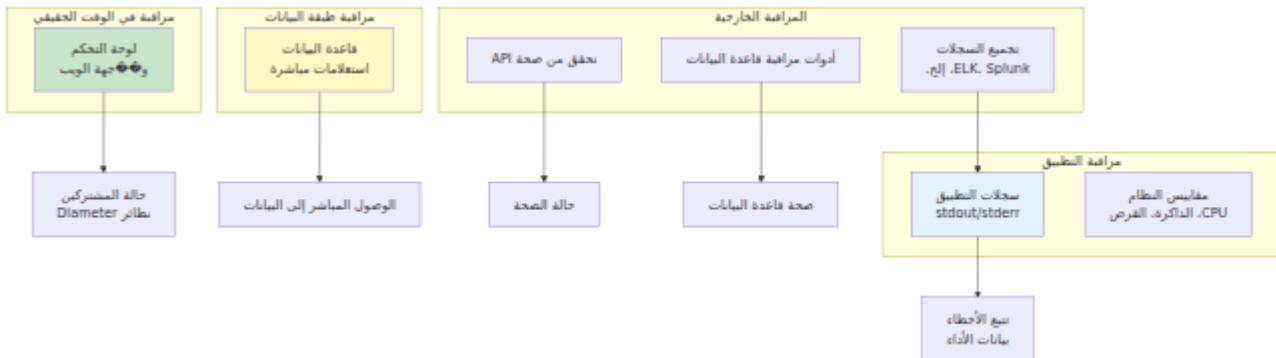 مراقبة في الوقت الحقيقي
لوحة التحكم
و��جهة الويب
حالة المشتركين
نظائر Diameter
مراقبة طبقة البيانات
قاعدة البيانات
استعلامات مباشرة
الوصول المباشر إلى البيانات
المراقبة الخارجية
تحقق من صحة API
أدوات مراقبة قاعدة البيانات
تجميع السجلات
ELK، Splunk، إلخ.
حالة الصحة
صحة قاعدة البيانات
مراقبة التطبيق
سجلات التطبيق
stdout/stderr
مقاييس النظام
CPU، الذاكرة، القرص
تتبع الأخطاء
بيانات الأداء